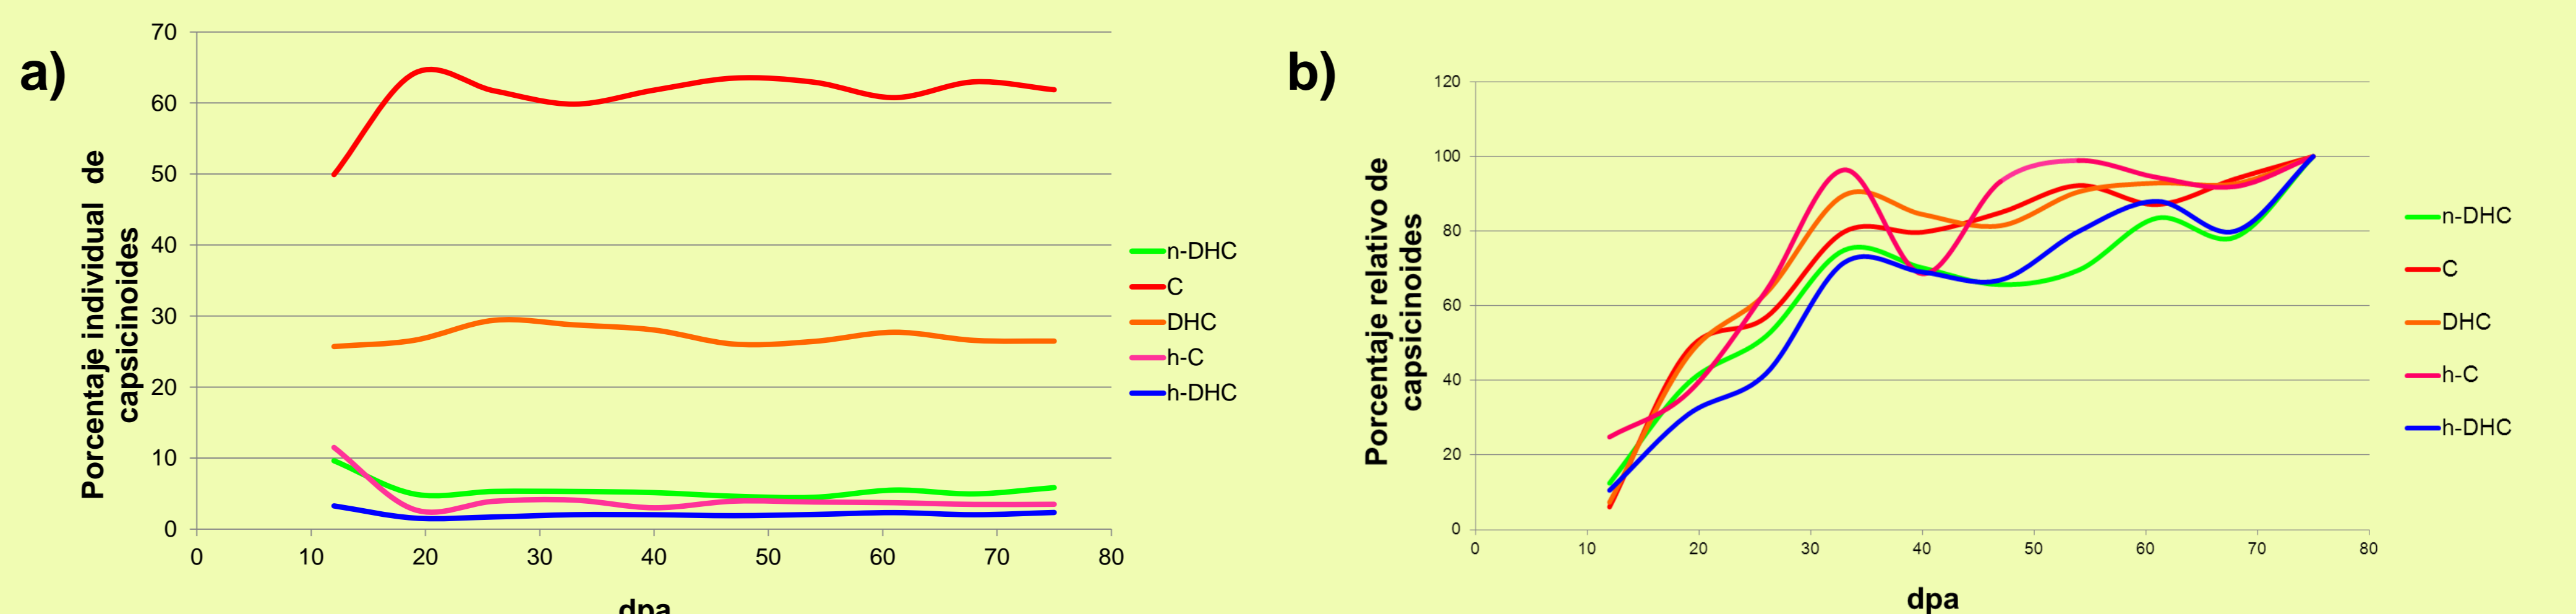 a)
Porcentaje individual de
capsicinoides
70
60
50
40
30
20
10
0
0 10 20 30 40 50 60 70 80
dpa
n-DHC
C
DHC
h-C
h-DHC
b)
Porcentaje relativo de
capsicinoides
120
100
80
60
40
20
0
0 10 20 30 40 50 60 70 80
dpa
n-DHC
C
DHC
h-C
h-DHC